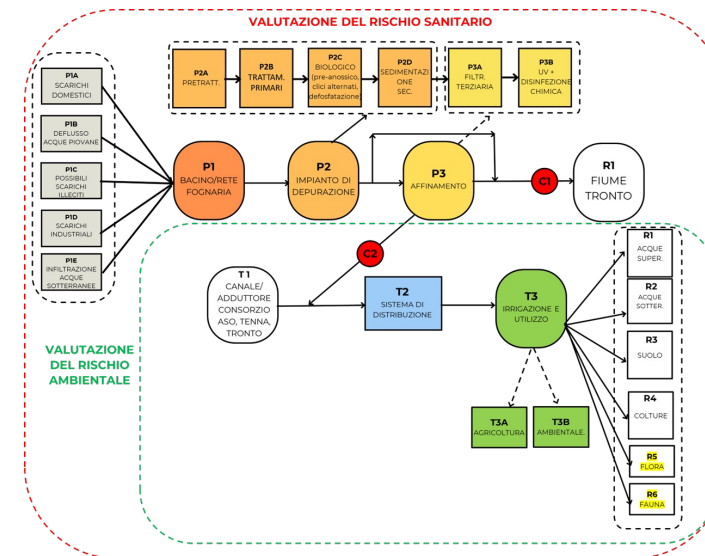 VALUTAZIONE DEL RISCHIO SANITARIO
P1A
SCARICHI
DOMESTICI
P1B
DEFLUSSO
ACQUE PIOVANE
P1C
POSSIBILI
SCARICHI
ILLECITI
P1D
SCARICHI
INDUSTRIALI
P1E
INFILTRAZIONE
ACQUE
SOTTERRANEE
P2A
PRETRATT.
P2B
TRATTAM.
PRIMARI
P2C
BIOLOGICO
(pre-anossico,
clici alternati,
defosfatazione)
P2D
SEDIMENTAZI
ONE
SEC.
P3A
FILTR.
TERZIARIA
P3B
UV +
DISINFEZIONE
CHIMICA
P1
BACINO/RETE
FOGNARIA
P2
IMPIANTO DI
DEPURAZIONE
P3
AFFINAMENTO
C1
R1
FIUME
TRONTO
C2
T1
CANALE/
ADDUTTORE
CONSORZIO
ASO, TENNA,
TRONTO
T2
SISTEMA DI
DISTRIBUZIONE
T3
IRRIGAZIONE E
UTILIZZO
T3A
AGRICOLTURA
T3B
AMBIENTALE.
R1
ACQUE
SUPER.
R2
ACQUE
SOTTER.
R3
SUOLO
R4
COLTURE
R5
FLORA
R6
FAUNA
VALUTAZIONE
DEL RISCHIO
AMBIENTALE